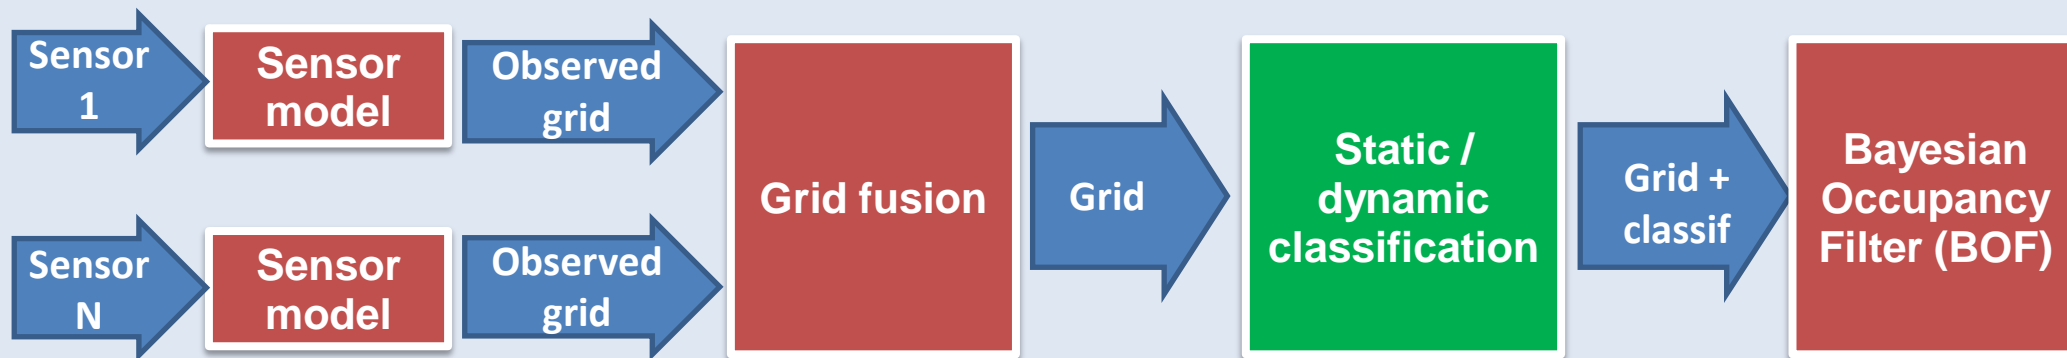 Sensor
1
Sensor
model
Observed
grid
Sensor
N
Sensor
model
Observed
grid
Grid fusion
Grid
Static /
dynamic
classification
Grid +
classif
Bayesian
Occupancy
Filter (BOF)